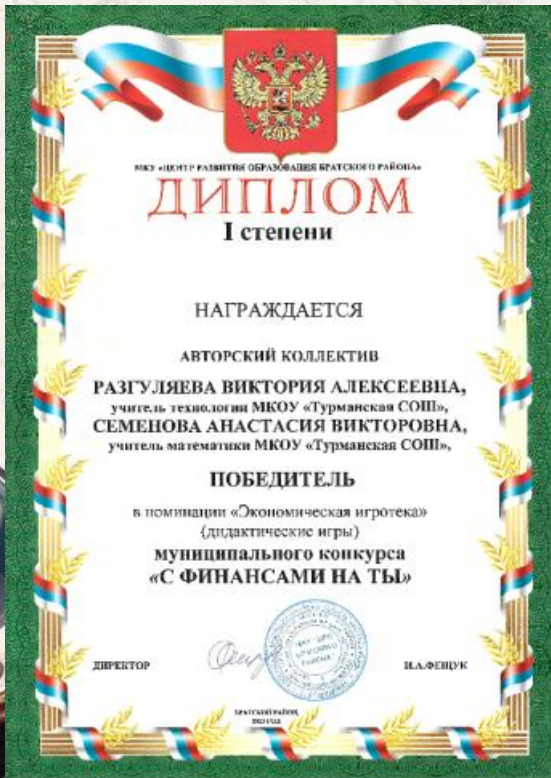 МКУ «ЦЕНТР РАЗВИТИЯ ОБРАЗОВАНИЯ БРАТСКОГО РАЙОНА»
ДИПЛОМ
I степени
НАГРАЖДАЕТСЯ
АВТОРСКИЙ КОЛЛЕКТИВ
РАЗГУЛЯЕВА ВИКТОРИЯ АЛЕКСЕЕВНА,
учитель технологии МКОУ «Турманская СОШ»,
СЕМЕНОВА АНАСТАСИЯ ВИКТОРОВНА,
учитель математики МКОУ «Турманская СОШ»,
ПОБЕДИТЕЛЬ
в номинации «Экономическая игротека»
(дидактические игры)
муниципального конкурса
«С ФИНАНСАМИ НА ТЫ»
ДИРЕКТОР
Н.А.ФЕЩУК
БРАТСКИЙ РАЙОН,